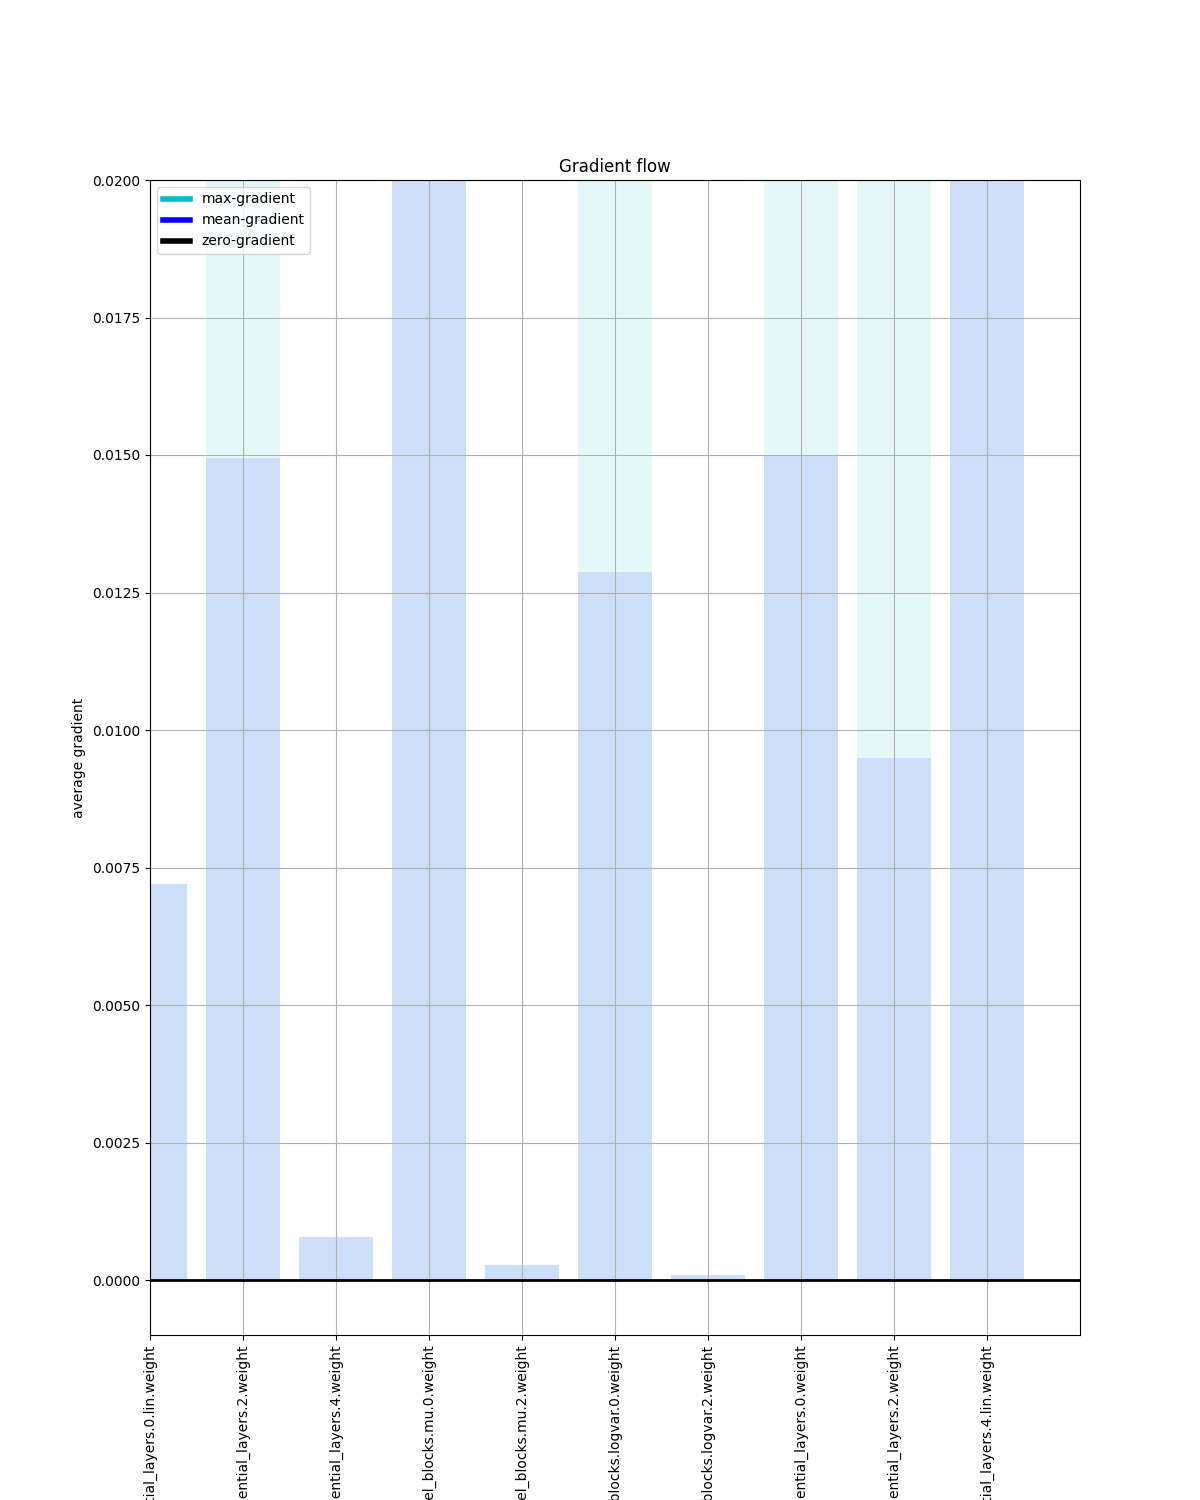 Gradient flow
max-gradient
mean-gradient
zero-gradient
0.0200
0.0175
0.0150
0.0125
0.0100
0.0075
0.0050
0.0025
0.0000
average gradient
tial_layers.0.lin.weight
ential_layers.2.weight
ential_layers.4.weight
el_blocks.mu.0.weight
el_blocks.mu.2.weight
blocks.logvar.0.weight
blocks.logvar.2.weight
ential_layers.0.weight
ential_layers.2.weight
tial_layers.4.lin.weight